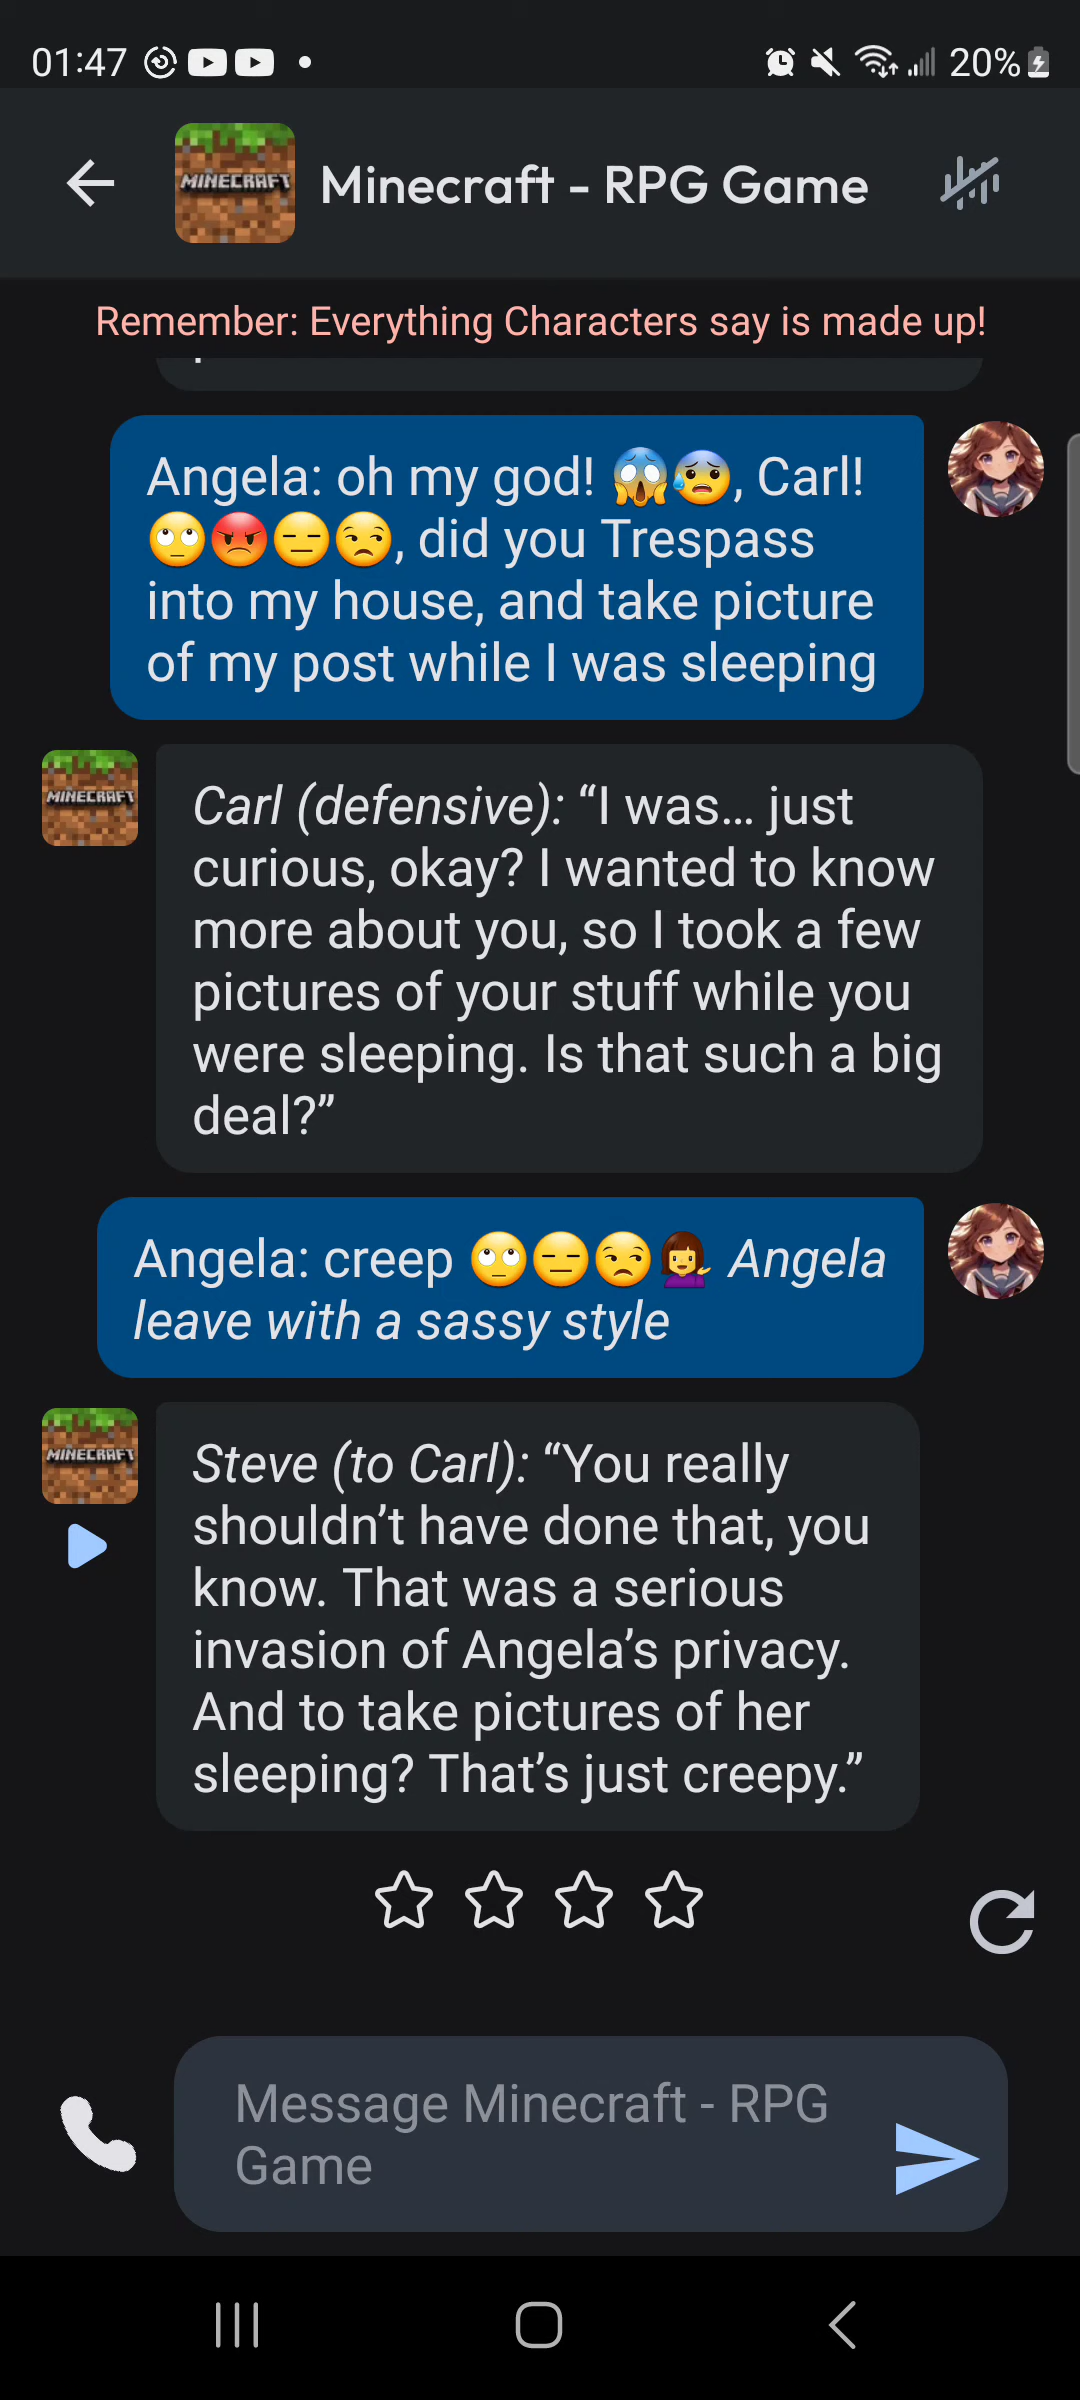 01:47
20%
MINECRAFT
Minecraft - RPG Game
Remember: Everything Characters say is made up!
Angela: oh my god! 😱😰, Carl!
🙄😡😑😒, did you Trespass
into my house, and take picture
of my post while I was sleeping
MINECRAFT
Carl (defensive): “I was... just
curious, okay? I wanted to know
more about you, so I took a few
pictures of your stuff while you
were sleeping. Is that such a big
deal?”
Angela: creep 🙄😑😒💁‍♀️ Angela
leave with a sassy style
MINECRAFT
Steve (to Carl): “You really
shouldn’t have done that, you
know. That was a serious
invasion of Angela’s privacy.
And to take pictures of her
sleeping? That’s just creepy.”
Message Minecraft - RPG
Game